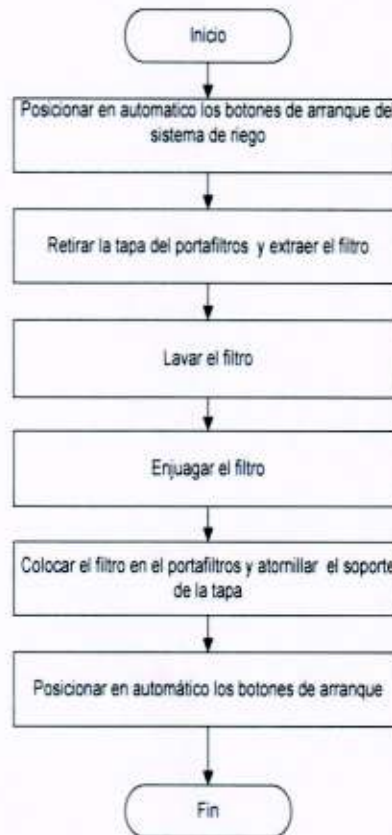 Inicio
Posicionar en automatico los botones de arranque de
sistema de riego
Retirar la tapa del portafiltros y extraer el filtro
Lavar el filtro
Enjuagar el filtro
Colocar el filtro en el portafiltros y atornillar el soporte
de la tapa
Posicionar en automático los botones de arranque
Fin